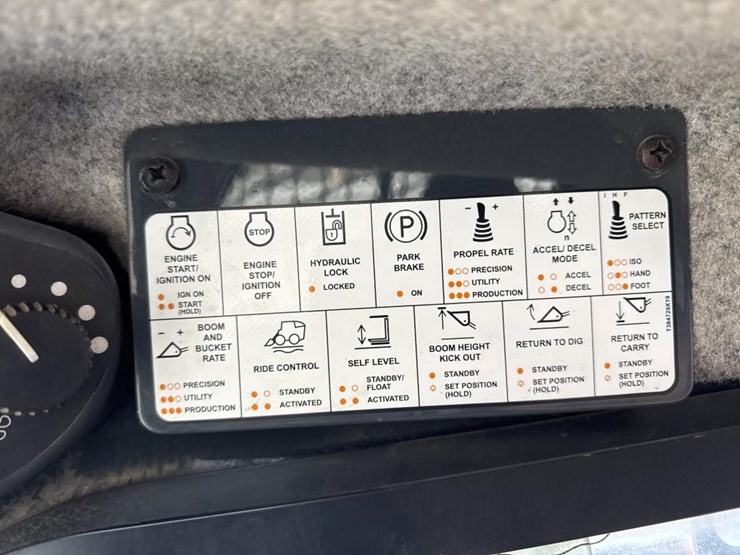 ENGINE
START/
IGNITION ON
IGN ON
START
(HOLD)
STOP
ENGINE
STOP/
IGNITION
OFF
HYDRAULIC
LOCK
LOCKED
P
PARK
BRAKE
ON
- +
PROPEL RATE
PRECISION
UTILITY
PRODUCTION
n
ACCEL/ DECEL
MODE
ACCEL
DECEL
I H F
PATTERN
SELECT
ISO
HAND
FOOT
- +
BOOM
AND
BUCKET
RATE
PRECISION
UTILITY
PRODUCTION
RIDE CONTROL
STANDBY
ACTIVATED
SELF LEVEL
STANDBY/
FLOAT
ACTIVATED
BOOM HEIGHT
KICK OUT
STANDBY
SET POSITION
(HOLD)
RETURN TO DIG
STANDBY
SET POSITION
(HOLD)
RETURN TO
CARRY
STANDBY
SET POSITION
(HOLD)